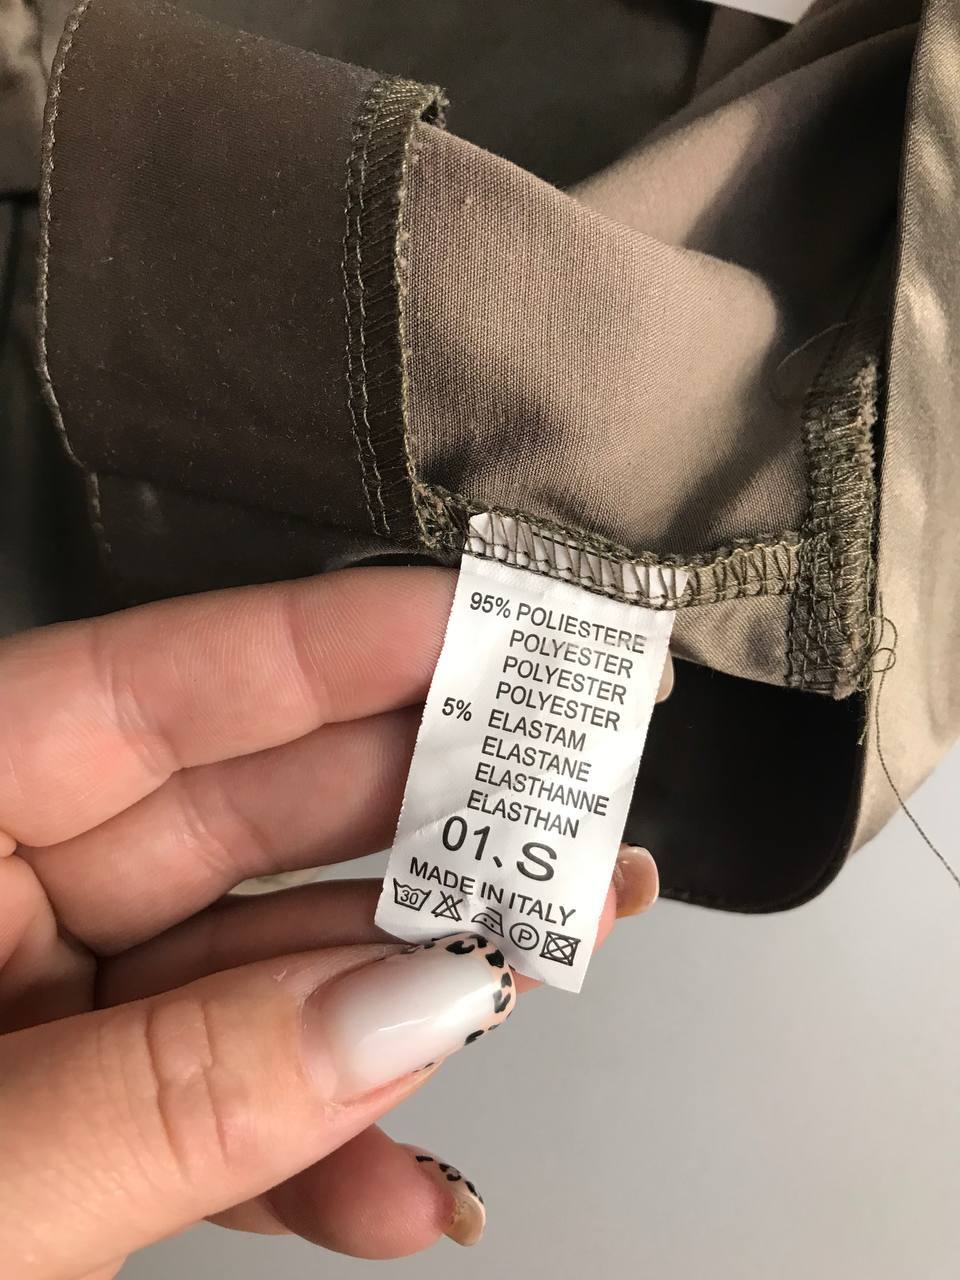 95% POLIESTERE
POLYESTER
POLYESTER
POLYESTER
5% ELASTAM
ELASTANE
ELASTHANNE
ELASTHAN
01、S
MADE IN ITALY
30 P